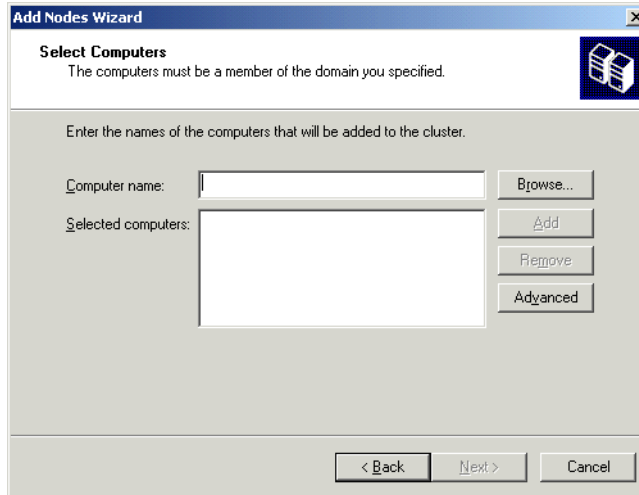 Add Nodes Wizard
Select Computers
The computers must be a member of the domain you specified.
Enter the names of the computers that will be added to the cluster.
Computer name:
Browse...
Selected computers:
Add
Remove
Advanced
< Back
Next >
Cancel